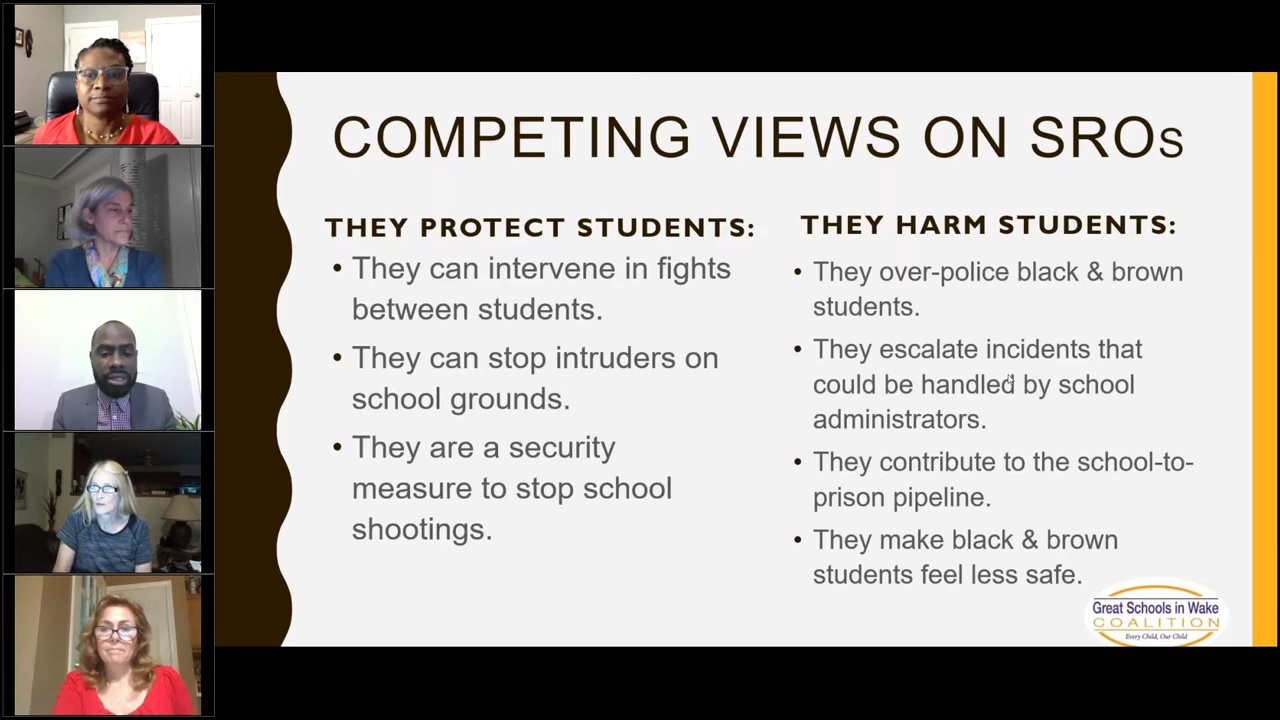 COMPETING VIEWS ON SROs
THEY PROTECT STUDENTS:
• They can intervene in fights
between students.
• They can stop intruders on
school grounds.
• They are a security
measure to stop school
shootings.
THEY HARM STUDENTS:
• They over-police black & brown
students.
• They escalate incidents that
could be handled by school
administrators.
• They contribute to the school-to-
prison pipeline.
• They make black & brown
students feel less safe.
Great Schools in Wake
COALITION
Every Child, Our Child